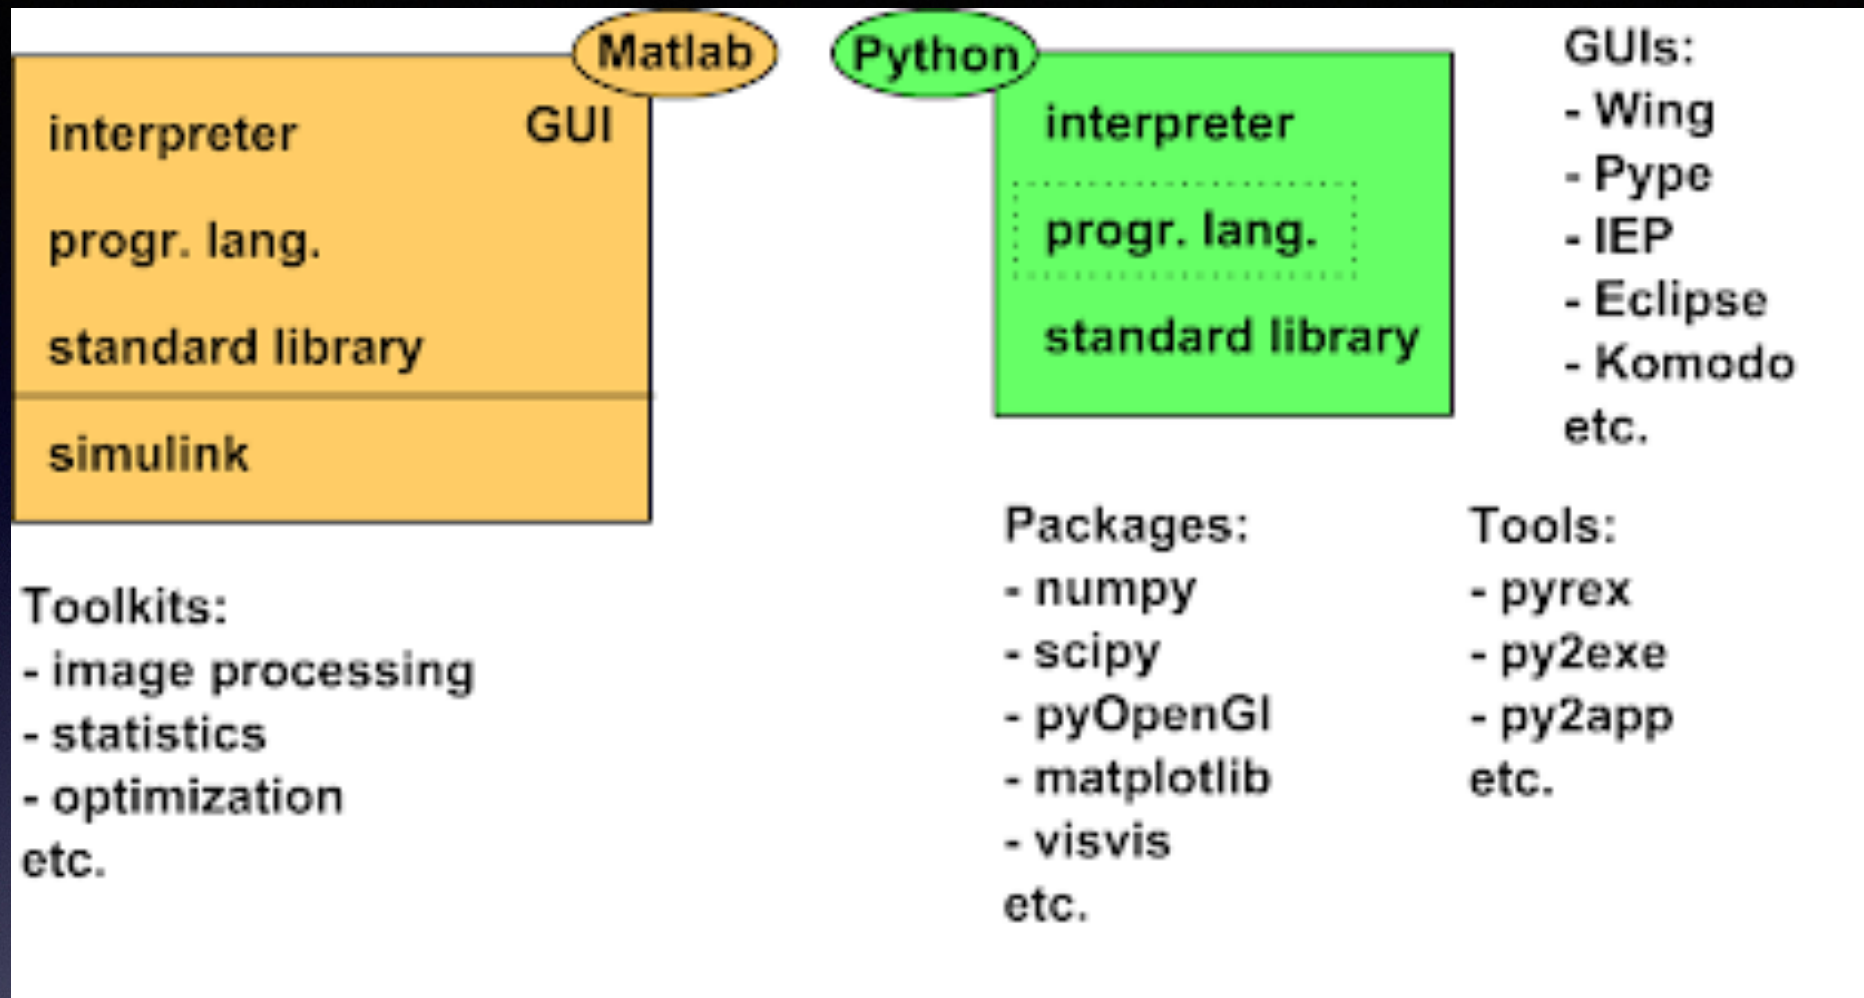 Matlab
interpreter GUI
progr. lang.
standard library
simulink
Toolkits:
- image processing
- statistics
- optimization
etc.
Python
interpreter
progr. lang.
standard library
GUIs:
- Wing
- Pype
- IEP
- Eclipse
- Komodo
etc.
Packages:
- numpy
- scipy
- pyOpenGl
- matplotlib
- visvis
etc.
Tools:
- pyrex
- py2exe
- py2app
etc.